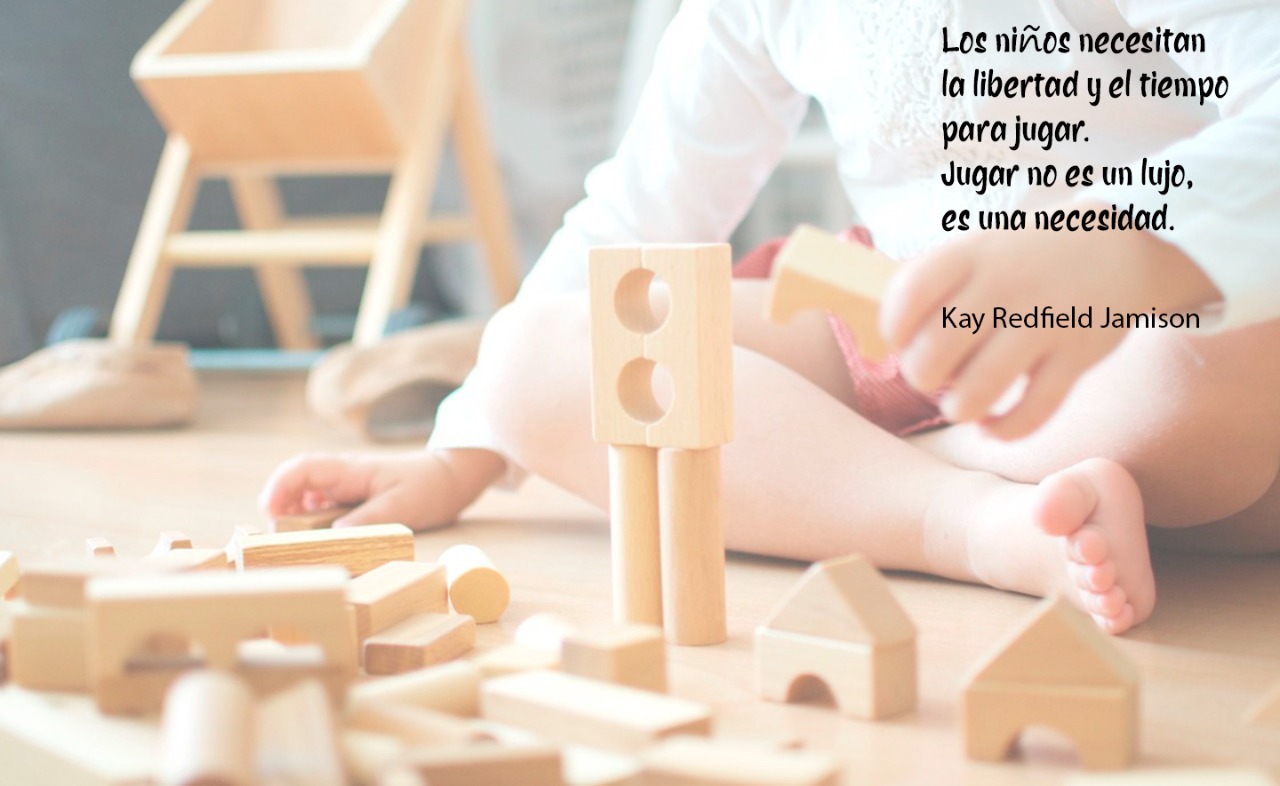 Los niños necesitan
la libertad y el tiempo
para jugar.
Jugar no es un lujo,
es una necesidad.
Kay Redfield Jamison